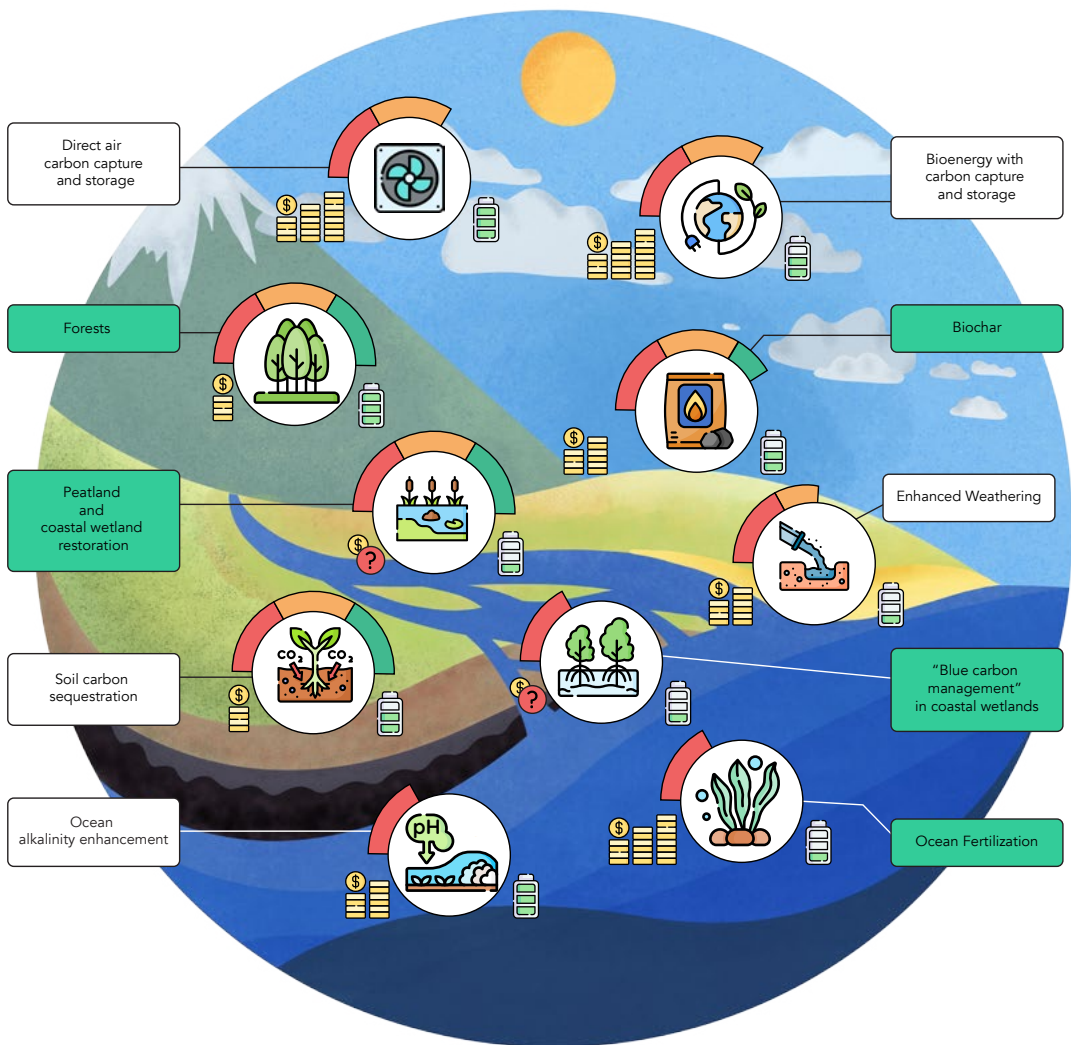 Direct air
carbon capture
and storage
$
Bioenergy with
carbon capture
and storage
$
Forests
$
Biochar
$
Peatland
and
coastal wetland
restoration
$
?
Enhanced Weathering
$
Soil carbon
sequestration
CO₂ CO₂
$
"Blue carbon
management"
in coastal wetlands
$
?
Ocean
alkalinity enhancement
pH
$
Ocean Fertilization
$